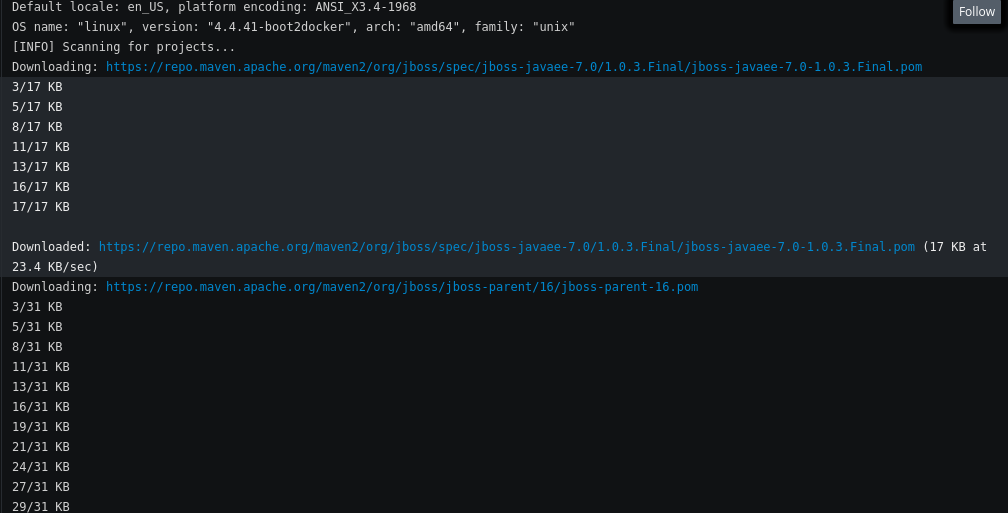 Default locale: en_US, platform encoding: ANSI_X3.4-1968
Follow
OS name: "linux", version: "4.4.41-boot2docker", arch: "amd64", family: "unix"
[INFO] Scanning for projects...
Downloading: https://repo.maven.apache.org/maven2/org/jboss/spec/jboss-javaee-7.0/1.0.3.Final/jboss-javaee-7.0-1.0.3.Final.pom
3/17 KB
5/17 KB
8/17 KB
11/17 KB
13/17 KB
16/17 KB
17/17 KB
Downloaded: https://repo.maven.apache.org/maven2/org/jboss/spec/jboss-javaee-7.0/1.0.3.Final/jboss-javaee-7.0-1.0.3.Final.pom (17 KB at
23.4 KB/sec)
Downloading: https://repo.maven.apache.org/maven2/org/jboss/jboss-parent/16/jboss-parent-16.pom
3/31 KB
5/31 KB
8/31 KB
11/31 KB
13/31 KB
16/31 KB
19/31 KB
21/31 KB
24/31 KB
27/31 KB
29/31 KB